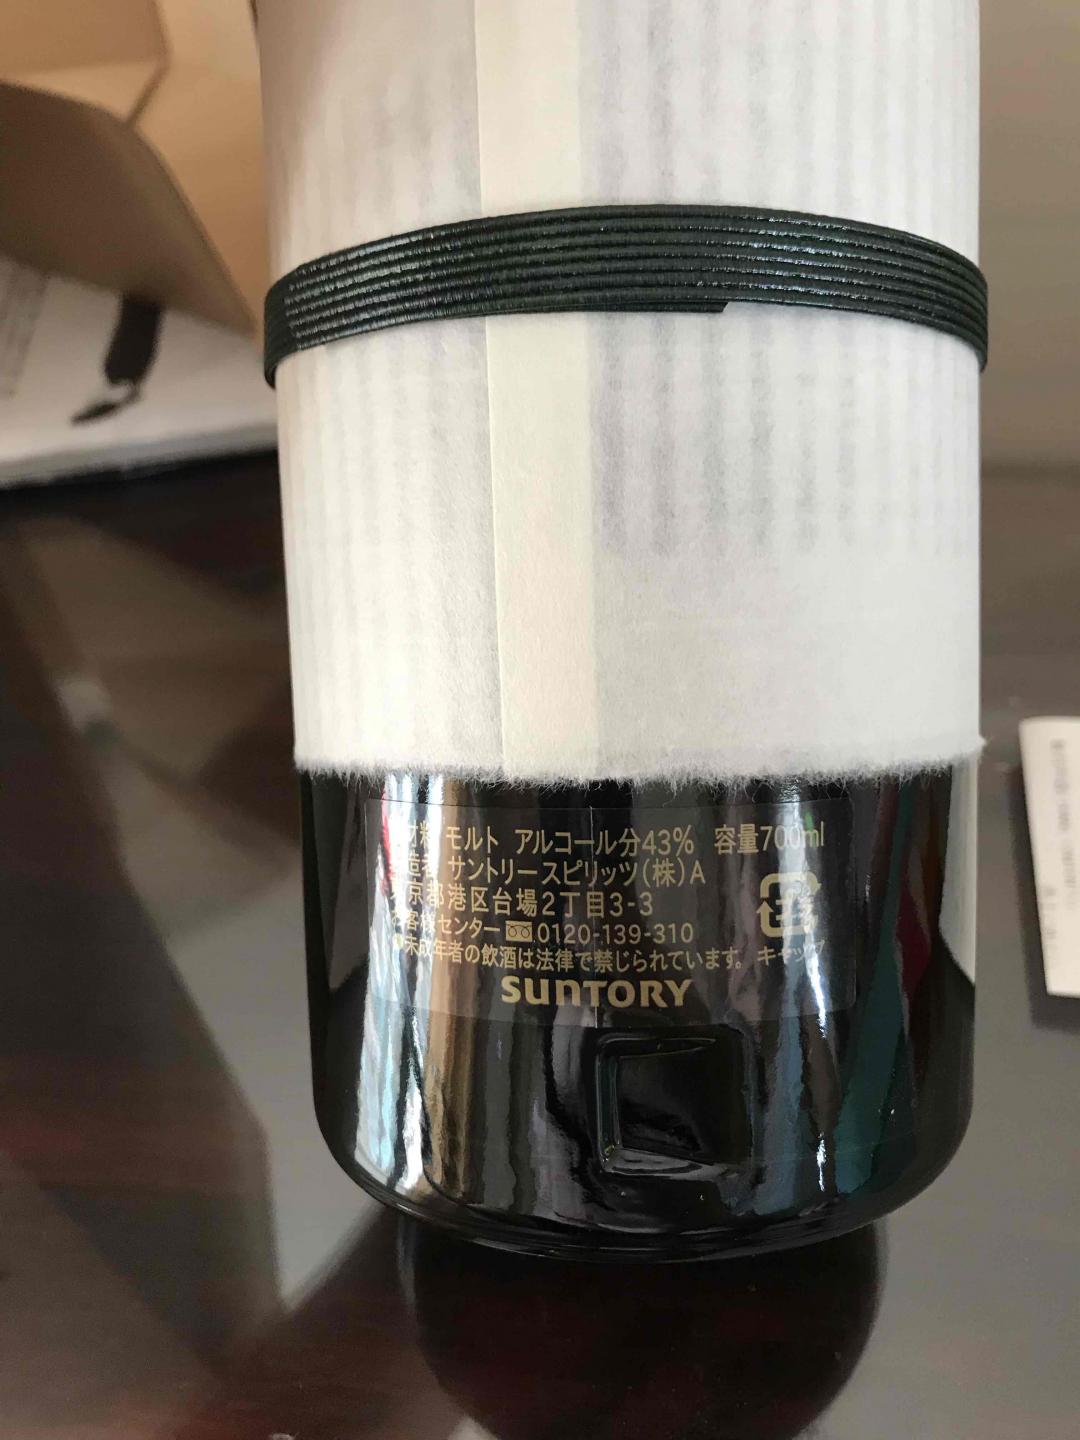 材料 モルト アルコール分43% 容量700ml
造者 サントリースピリッツ(株)A
京都港区台場2丁目3-3
お客様センター 0120-139-310
未成年者の飲酒は法律で禁じられています。 キャップ
SUNTORY